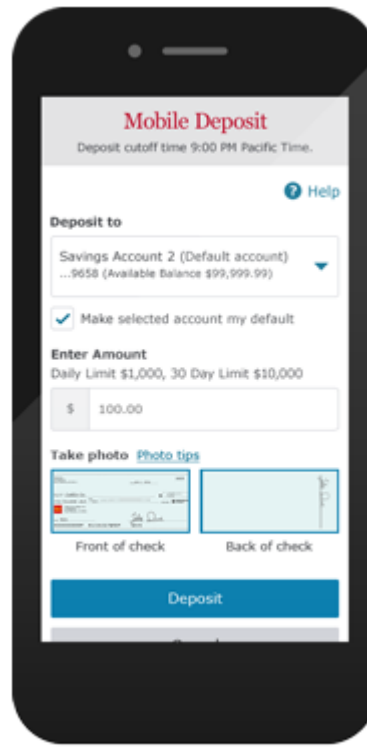 Mobile Deposit
Deposit cutoff time 9:00 PM Pacific Time.
Help
Deposit to
Savings Account 2 (Default account)
...9658 (Available Balance $99,999.99)
Make selected account my default
Enter Amount
Daily Limit $1,000, 30 Day Limit $10,000
$ 100.00
Take photo Photo tips
Front of check Back of check
Deposit